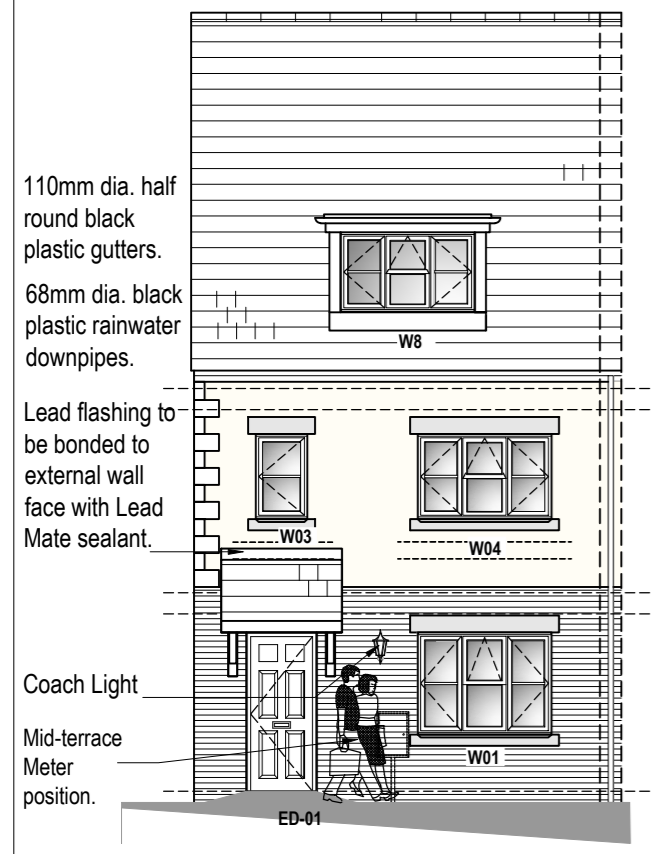 110mm dia. half
round black
plastic gutters.
68mm dia. black
plastic rainwater
downpipes.
Lead flashing to
be bonded to
external wall
face with Lead
Mate sealant.
Coach Light
Mid-terrace
Meter
position.
W8
W03
W04
W01
ED-01